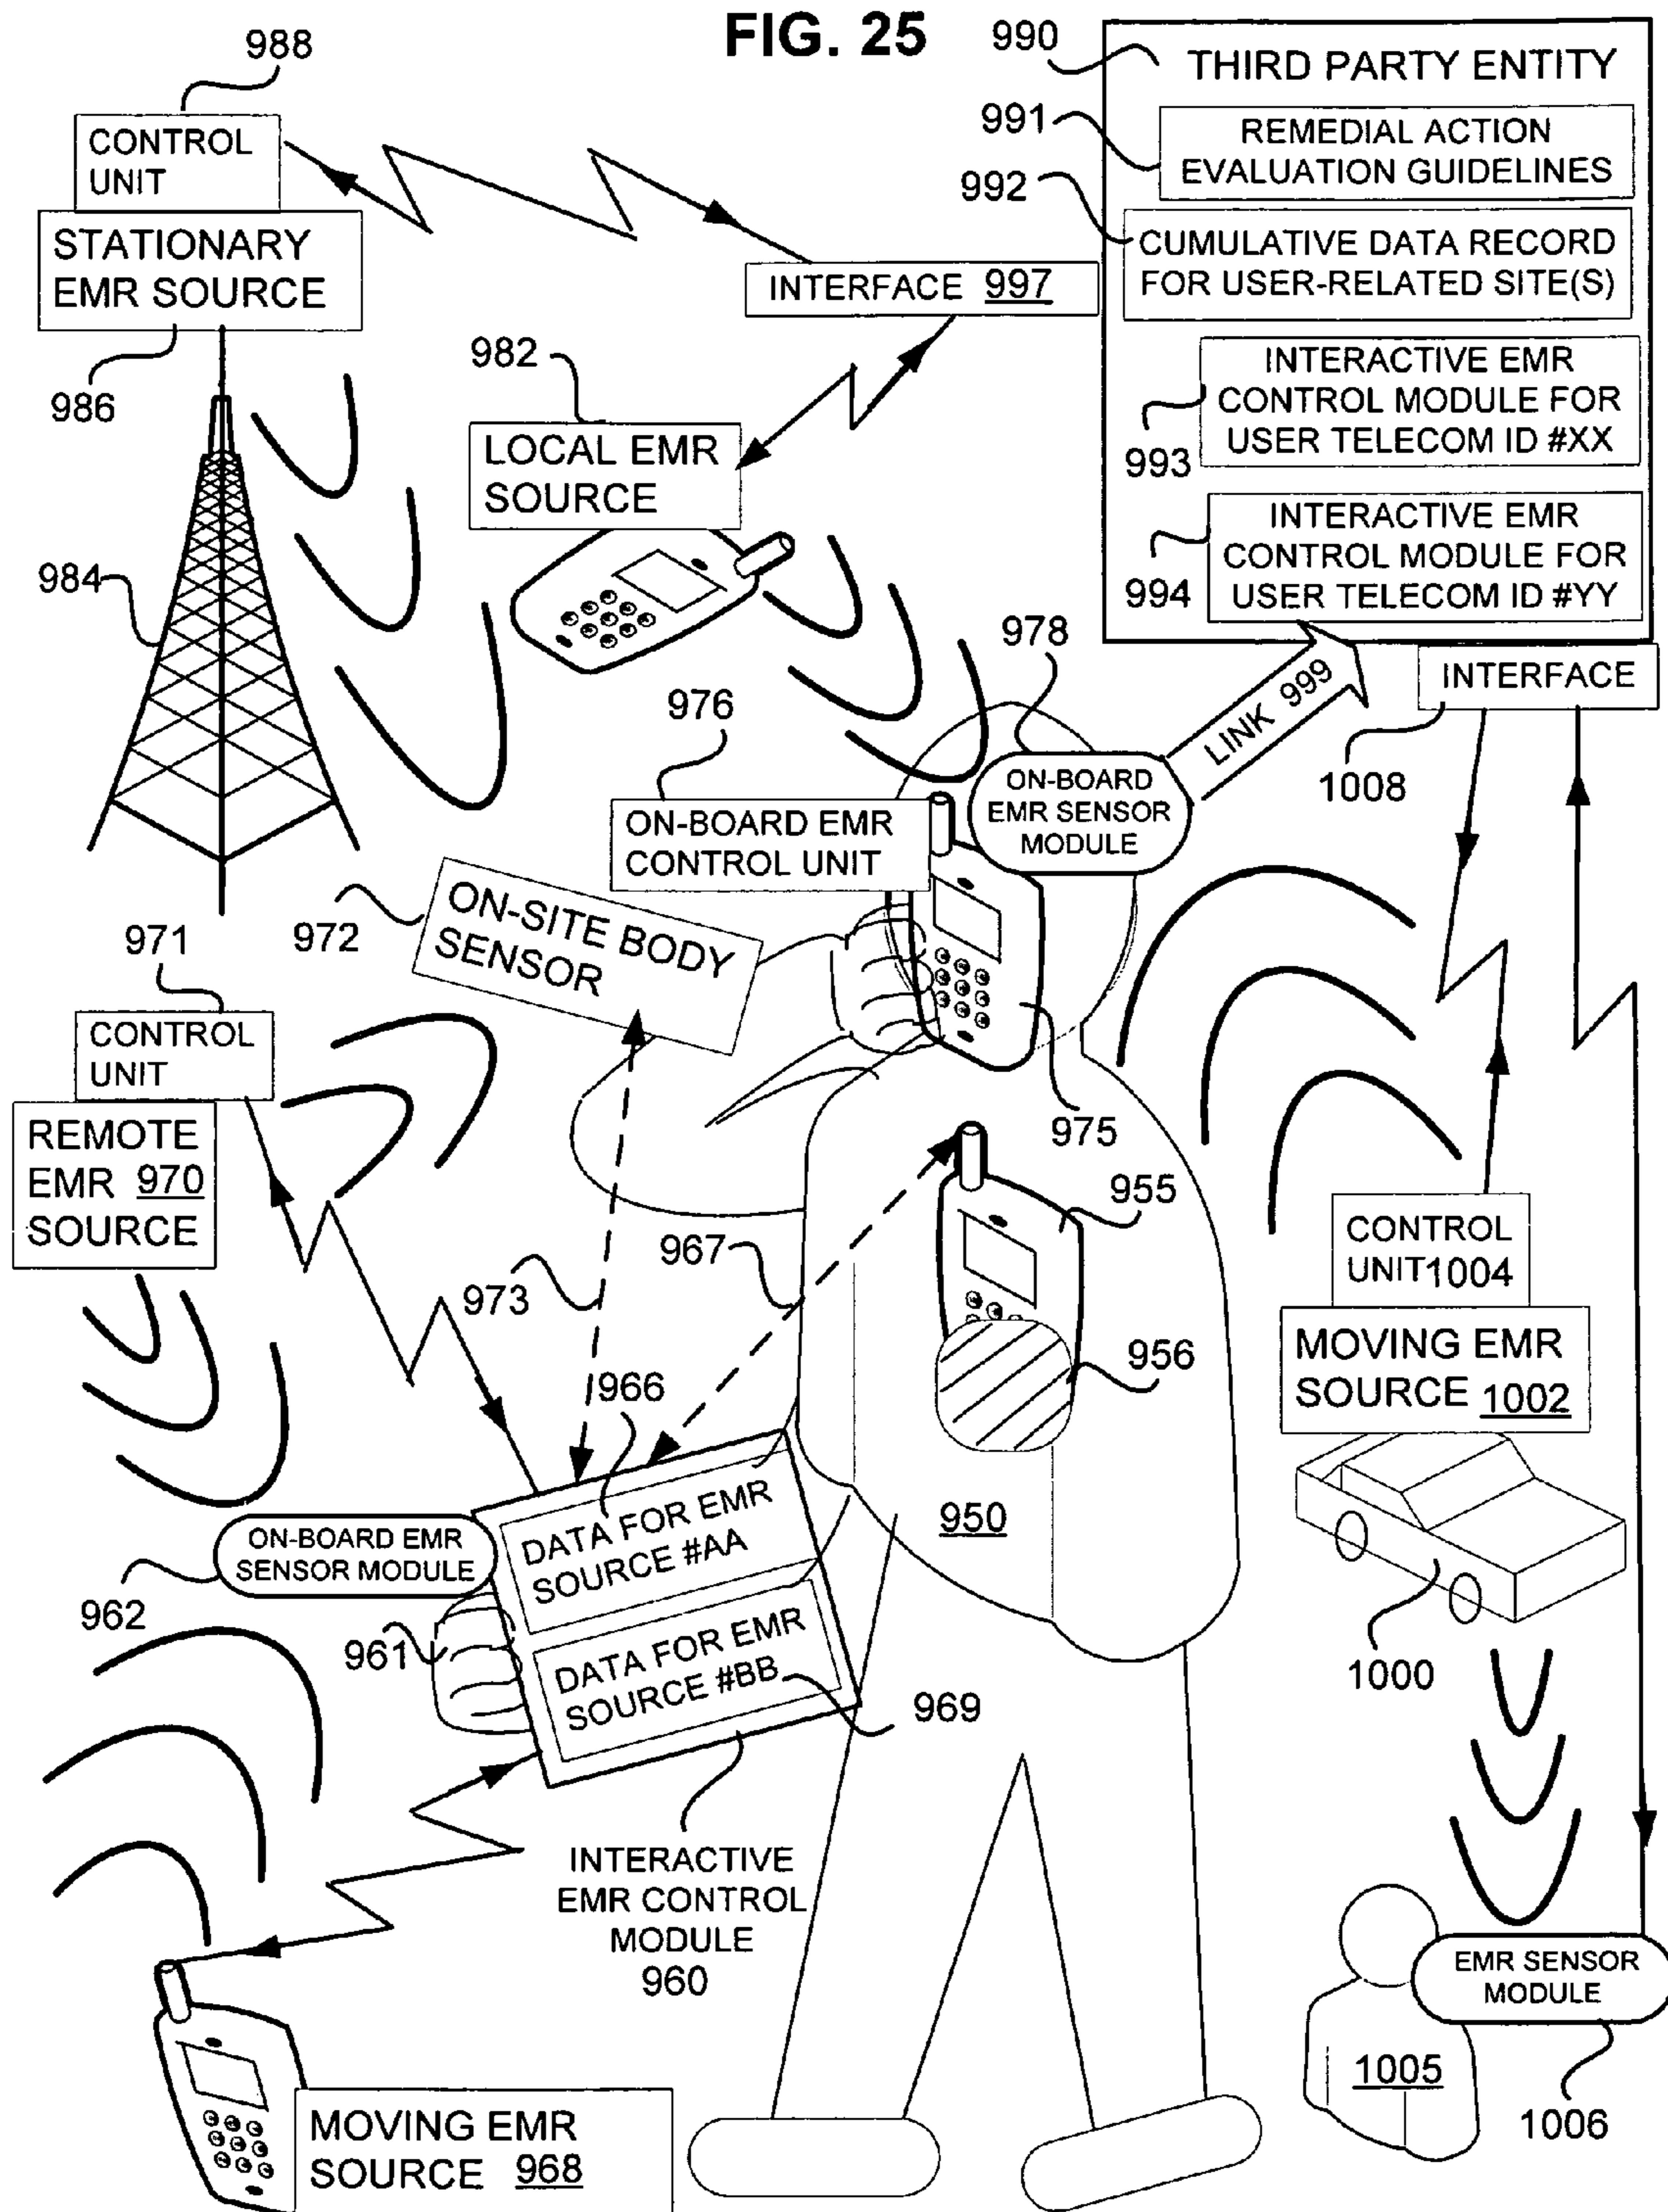 FIG. 25
988
CONTROL
UNIT
STATIONARY
EMR SOURCE
986
984
990
THIRD PARTY ENTITY
991
REMEDIAL ACTION
EVALUATION GUIDELINES
992
CUMULATIVE DATA RECORD
FOR USER-RELATED SITE(S)
INTERACTIVE EMR
CONTROL MODULE FOR
USER TELECOM ID #XX
993
INTERACTIVE EMR
CONTROL MODULE FOR
USER TELECOM ID #YY
994
INTERFACE 997
982
LOCAL EMR
SOURCE
978
LINK 999
INTERFACE
1008
976
ON-BOARD EMR
CONTROL UNIT
ON-BOARD
EMR SENSOR
MODULE
972
ON-SITE BODY
SENSOR
971
CONTROL
UNIT
REMOTE
EMR 970
SOURCE
975
955
967
973
956
966
CONTROL
UNIT1004
MOVING EMR
SOURCE 1002
1000
950
ON-BOARD EMR
SENSOR MODULE
962
961
DATA FOR EMR
SOURCE #AA
DATA FOR EMR
SOURCE #BB
969
INTERACTIVE
EMR CONTROL
MODULE
960
EMR SENSOR
MODULE
1005
1006
MOVING EMR
SOURCE 968